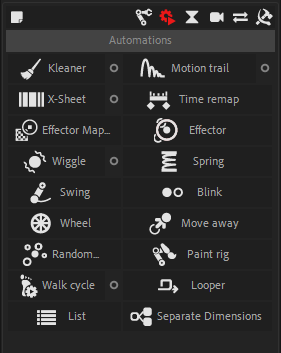 Automations
Kleaner Motion trail
X-Sheet Time remap
Effector Map... Effector
Wiggle Spring
Swing Blink
Wheel Move away
Random... Paint rig
Walk cycle Looper
List Separate Dimensions